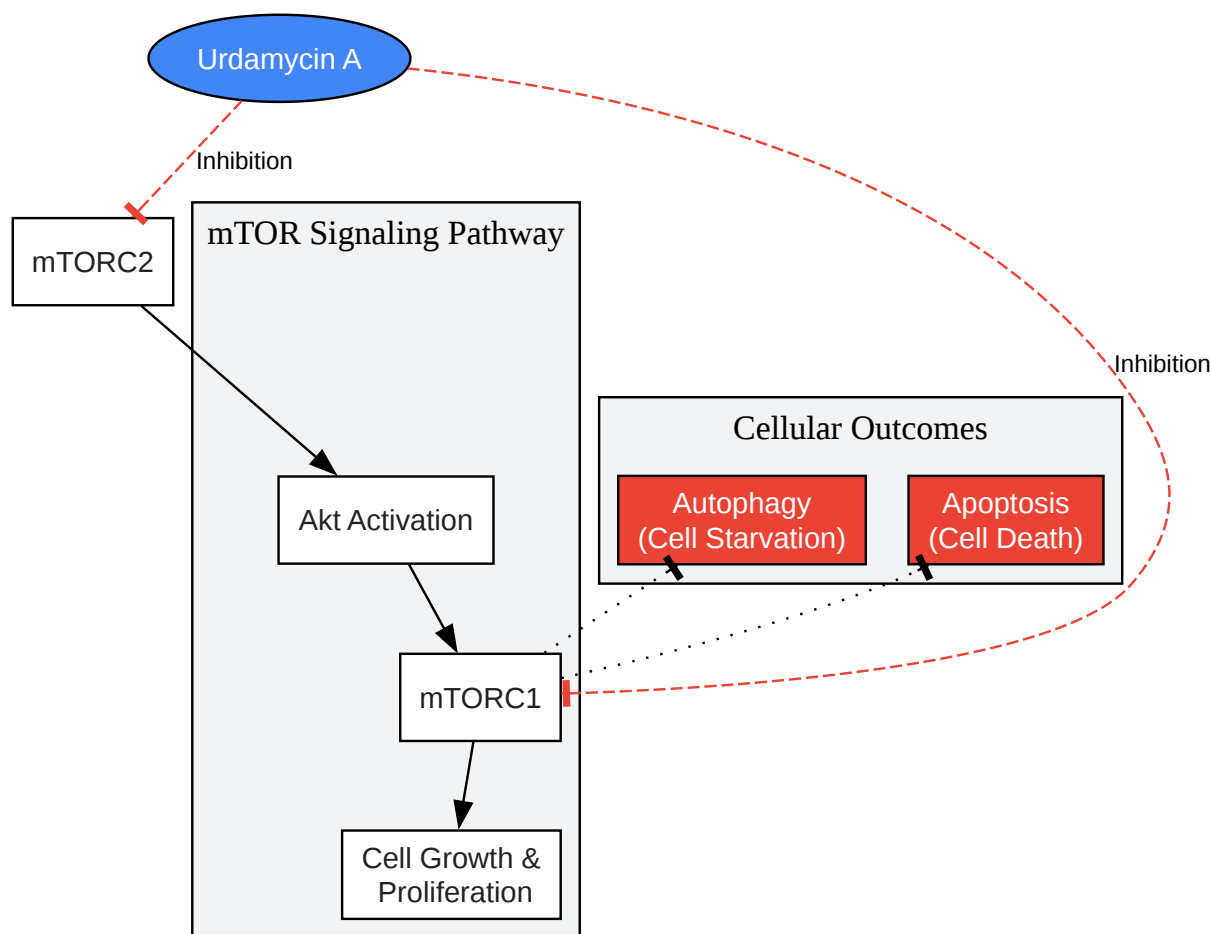 Urdamycin A
Inhibition
mTORC2
mTOR Signaling Pathway
Inhibition
Cellular Outcomes
Autophagy
(Cell Starvation)
Apoptosis
(Cell Death)
Akt Activation
mTORC1
Cell Growth &
Proliferation